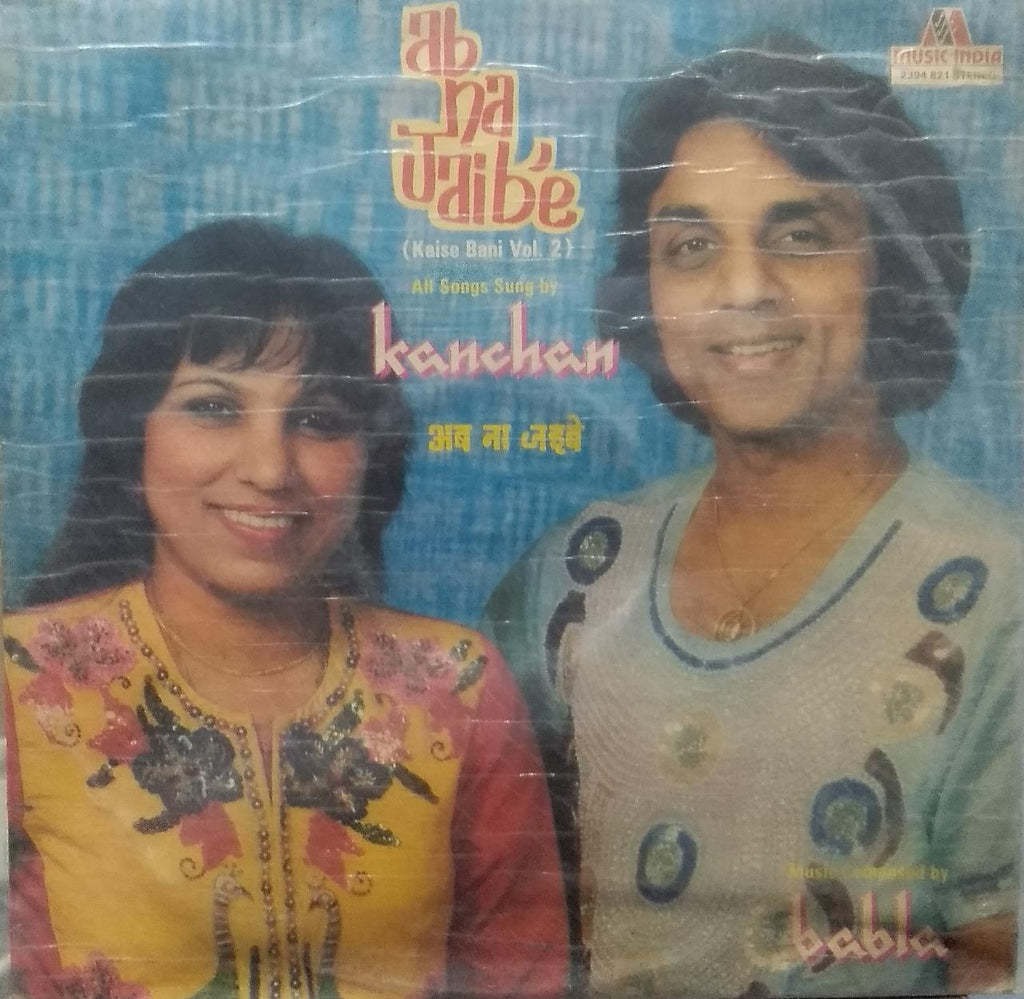 ab
na
Jaibé
(Kaise Bani Vol. 2)
All Songs Sung by
kanchan
अब ना जइबे
MUSIC INDIA
2394 821 STEREO
Music Composed by
babla